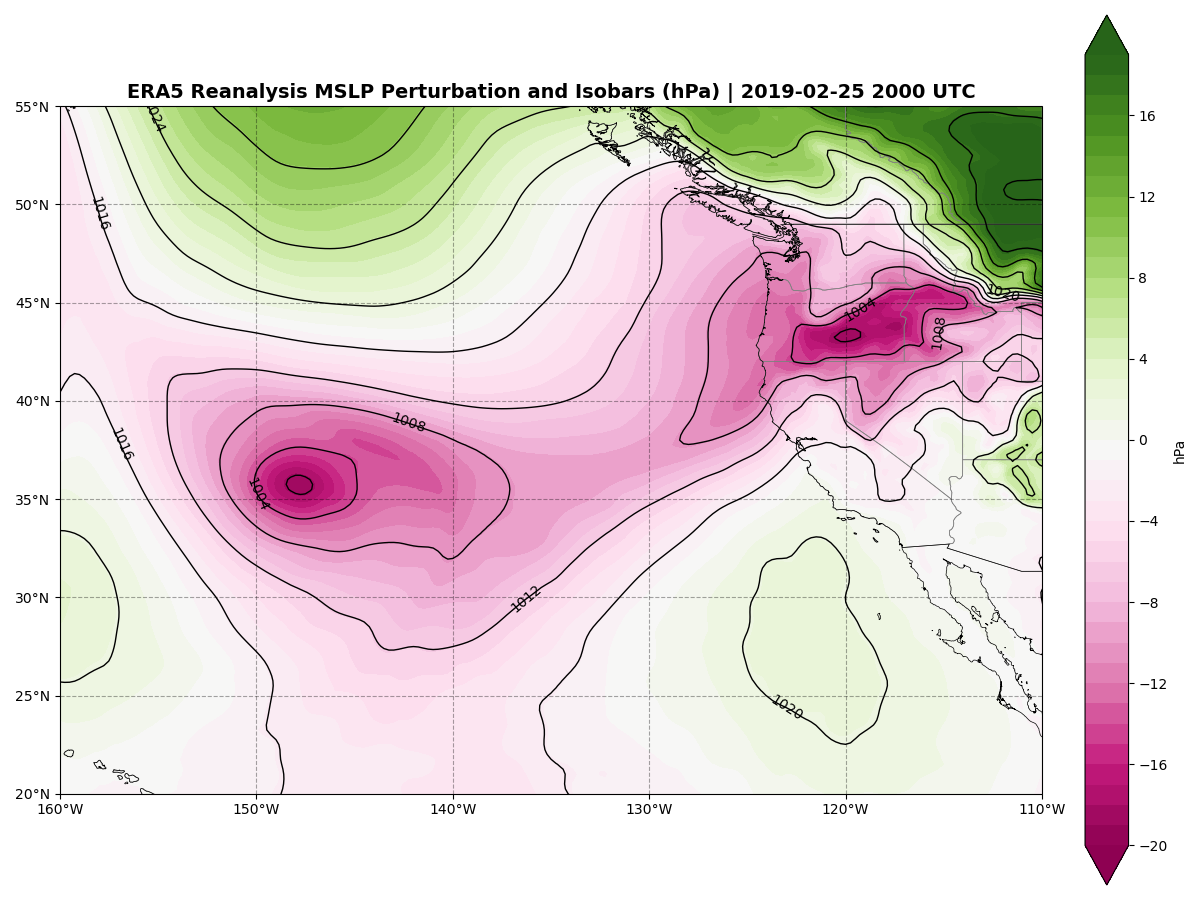 ERA5 Reanalysis MSLP Perturbation and Isobars (hPa) | 2019-02-25 2000 UTC
55°N
50°N
45°N
40°N
35°N
30°N
25°N
20°N
160°W
150°W
140°W
130°W
120°W
110°W
1024
1016
1016
1008
1004
1012
1020
1004
1008
1020
16
12
8
4
0
−4
−8
−12
−16
−20
hPa